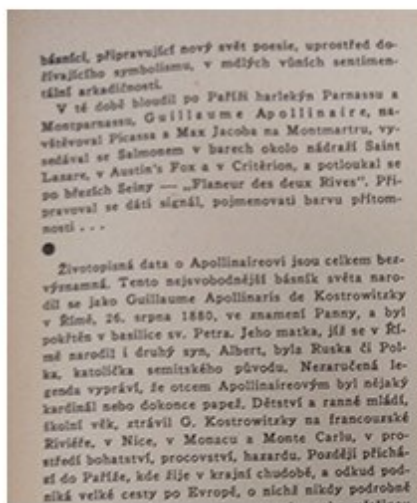 básníci, připravující nový svět poesie, uprostřed do-
žívajícího symbolismu, v mdlých vůních sentimen-
tální arkadičnosti.
V té době bloudil po Paříži harlekýn Parnassu a
Montparnassu, Guillaume Apollinaire, na-
vštěvoval Picassa a Max Jacoba na Montmartru, vy-
sedával se Salmonem v barech okolo nádraží Saint
Lazare, v Austin's Fox a v Critèrion, a potloukal se
po březích Seiny — „Flaneur des deux Rives". Při-
pravoval se dáti signál, pojmenovati barvu přítom-
nosti . . .
●
Životopisná data o Apollinaireovi jsou celkem bez-
významná. Tento nejsvobodnější básník světa naro-
dil se jako Guillaume Apollinaris de Kostrowitzky
v Římě, 26. srpna 1880, ve znamení Panny, a byl
pokřtěn v basilice sv. Petra. Jeho matka, jíž se v Ří-
mě narodil i druhý syn, Albert, byla Ruska či Pol-
ka, katolička semitského původu. Nezaručená le-
genda vypráví, že otcem Apollinaireovým byl nějaký
kardinál nebo dokonce papež. Dětství a ranné mládí,
školní věk, ztrávil G. Kostrowitzky na francouzské
Riviéře, v Nice, v Monacu a Monte Carlu, v pro-
středí bohatství, procovství, hazardu. Později přichá-
zí do Paříže, kde žije v krajní chudobě, a odkud pod-
niká velké cesty po Evropě, o nichž nikdy podrobně